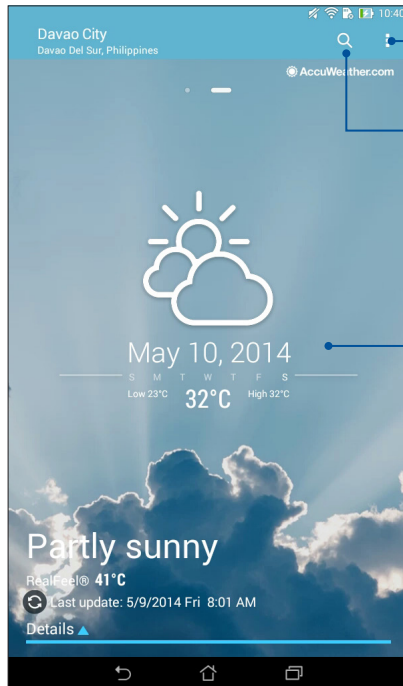 10:40
Davao City
Davao Del Sur, Philippines
AccuWeather.com
May 10, 2014
S M T W T F S
Low 23°C 32°C High 32°C
Partly sunny
RealFeel® 41°C
Last update: 5/9/2014 Fri 8:01 AM
Details